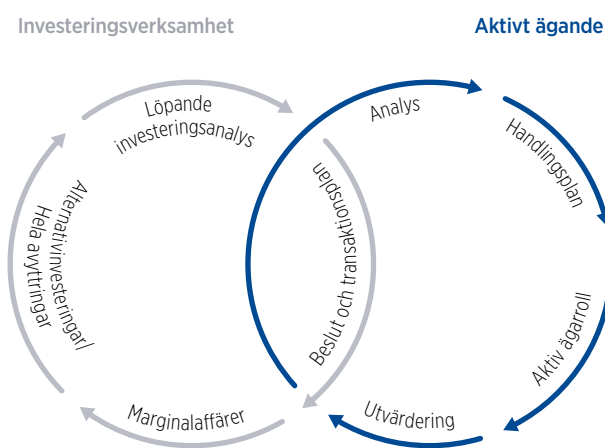 Investeringsverksamhet
Aktivt ägande
Löpande
investeringsanalys
Beslut och transaktionsplan
Marginalaffärer
Alternativinvesteringar/
Hela avyttringar
Analys
Handlingsplan
Aktiv ägarroll
Utvärdering